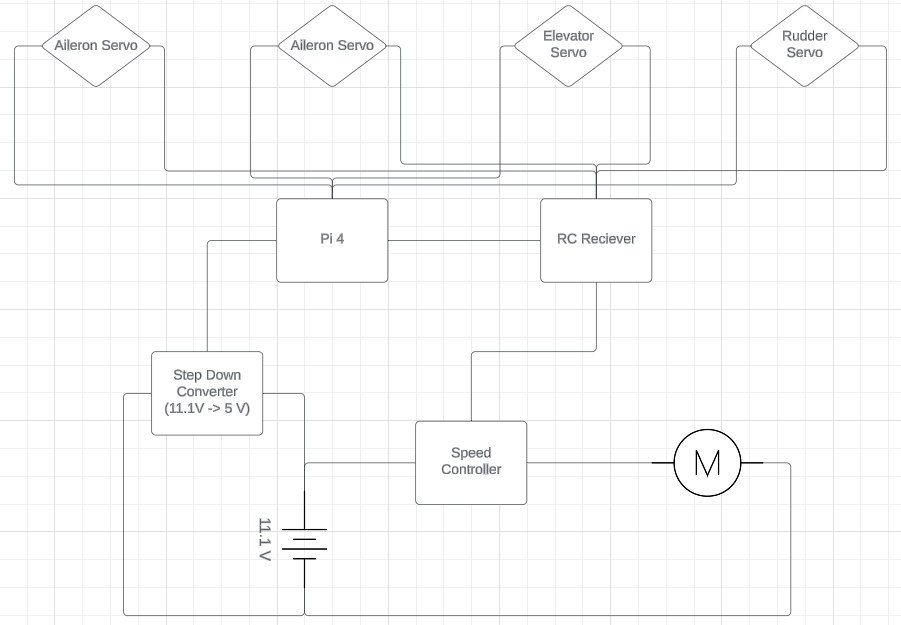 Aileron Servo
Aileron Servo
Elevator
Servo
Rudder
Servo
Pi 4
RC Reciever
Step Down
Converter
(11.1V -> 5 V)
Speed
Controller
M
11.1 V